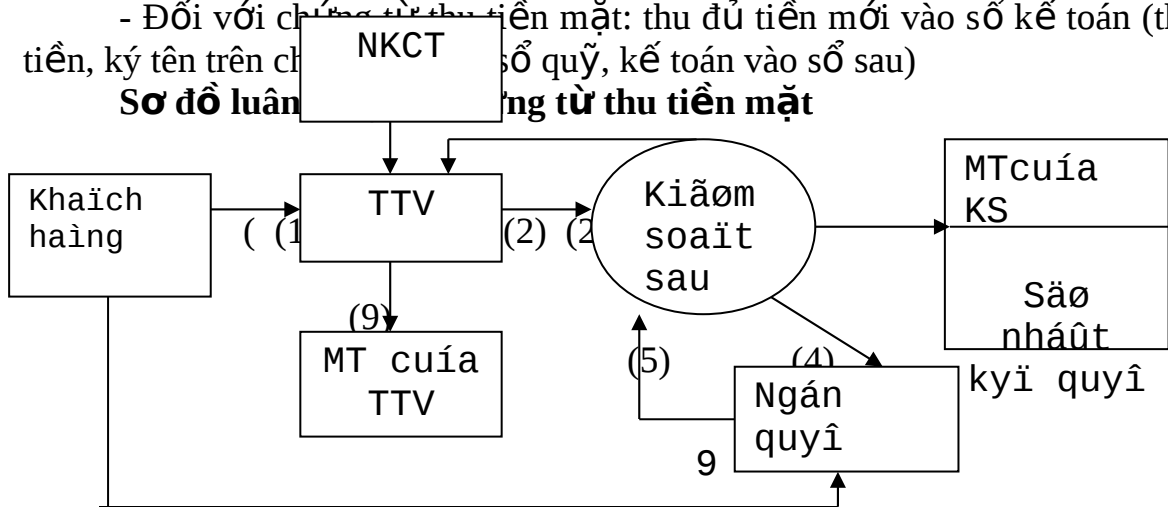 - Đối với chứng từ thu tiền mặt: thu đủ tiền mới vào sổ kế toán
tiền, ký tên trên sổ quỹ, kế toán vào sổ sau)
Sơ đồ luân ứng từ thu tiền mặt
NKCT
Khaïch
haìng
( (1
TTV
(2) (2
Kiãøm
soaït
sau
MTcuía
KS
Säø
nháût
kyï quyî
(9)
MT cuía
TTV
(5)
(4)
Ngán
quyî
9